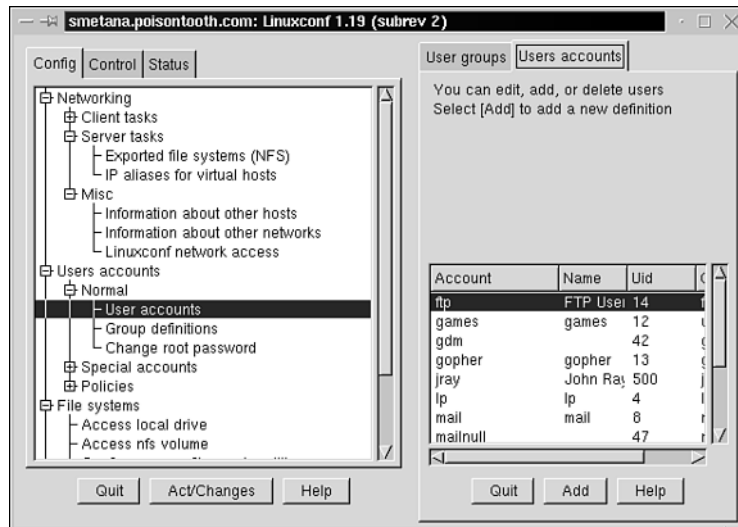 smetana.poisontooth.com: Linuxconf 1.19 (subrev 2)
Config Control Status
Networking
Client tasks
Server tasks
Exported file systems (NFS)
IP aliases for virtual hosts
Misc
Information about other hosts
Information about other networks
Linuxconf network access
Users accounts
Normal
User accounts
Group definitions
Change root password
Special accounts
Policies
File systems
Access local drive
Access nfs volume
Quit Act/Changes Help
User groups Users accounts
You can edit, add, or delete users
Select [Add] to add a new definition
Account Name Uid
ftp FTP User 14
games games 12
gdm 42
gopher gopher 13
jray John Ray 500
lp lp 4
mail mail 8
mailnull 47
Quit Add Help